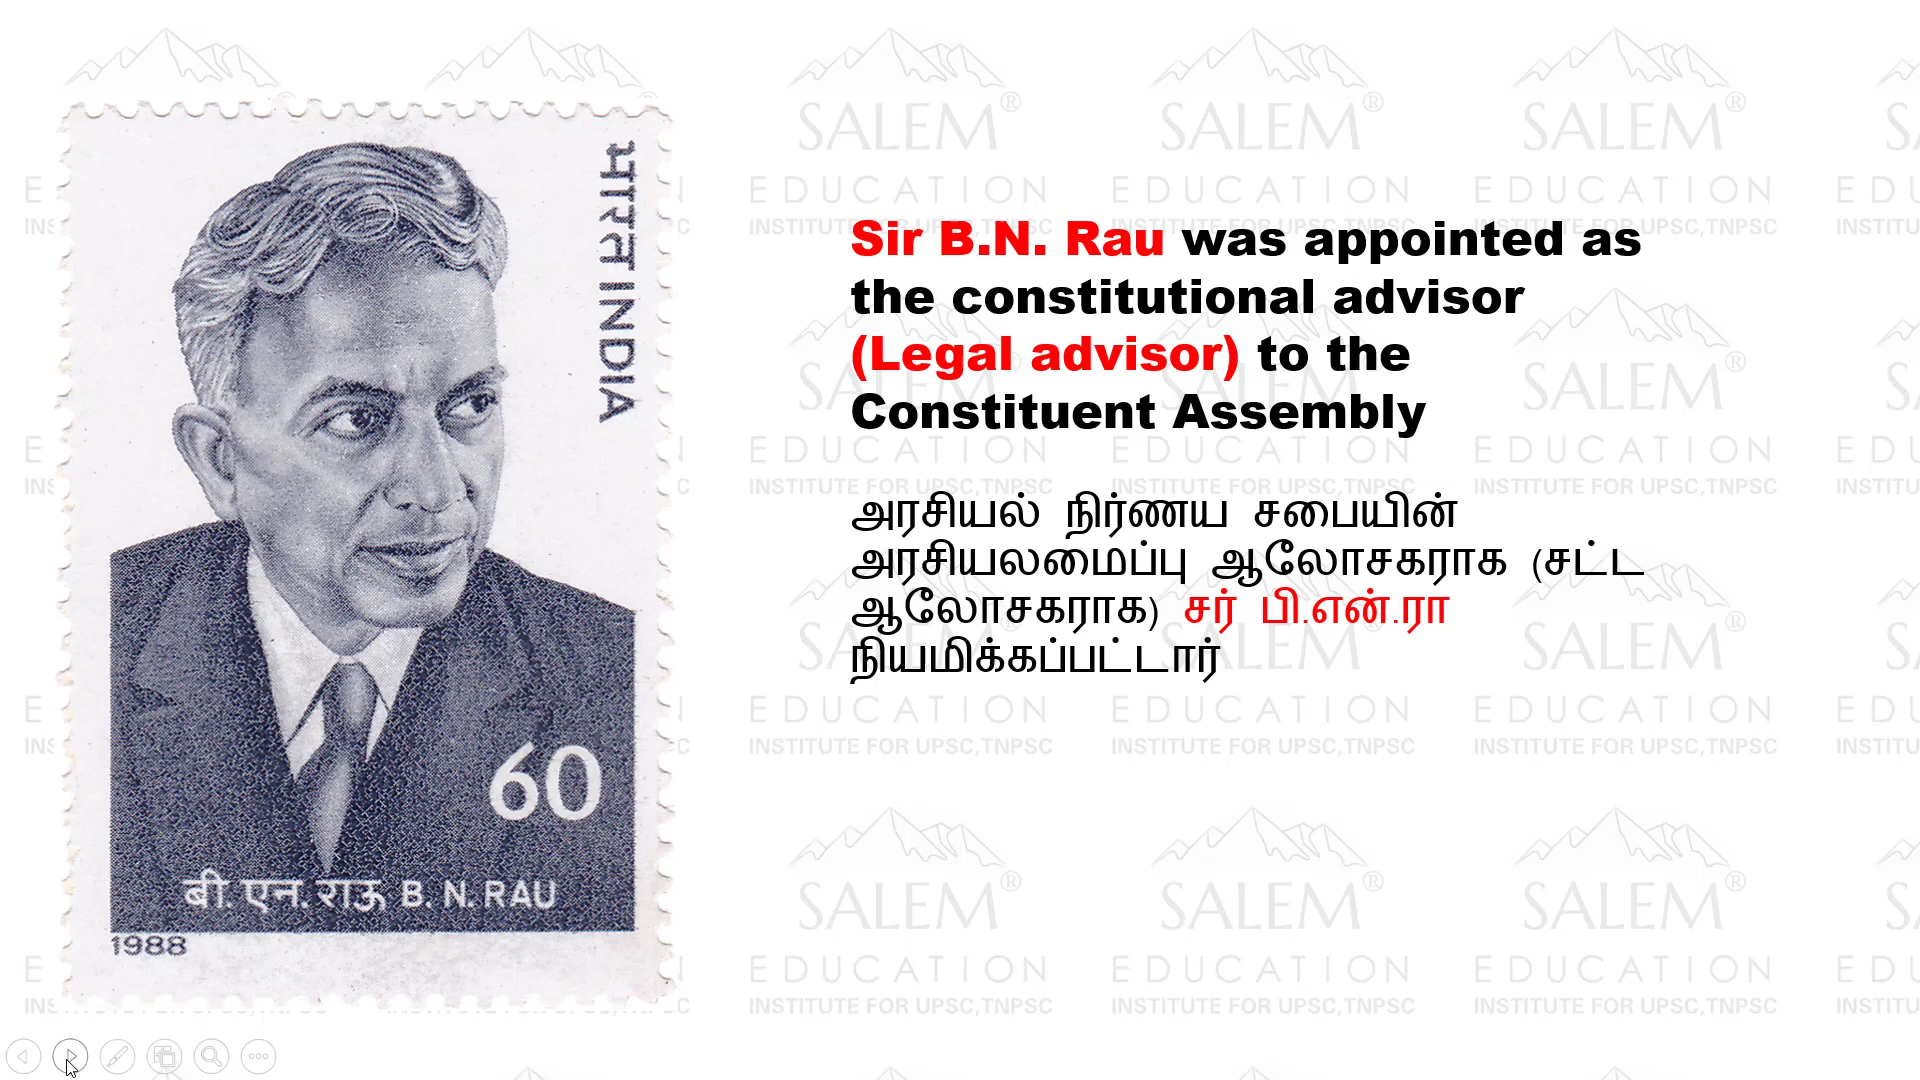 भारत INDIA
60
बी. एन. राऊ B. N. RAU
1988
Sir B.N. Rau was appointed as
the constitutional advisor
(Legal advisor) to the
Constituent Assembly
அரசியல் நிர்ணய சபையின்
அரசியலமைப்பு ஆலோசகராக (சட்ட
ஆலோசகராக) சர் பி.என்.ரா
நியமிக்கப்பட்டார்
SALEM®
EDUCATION
INSTITUTE FOR UPSC,TNPSC